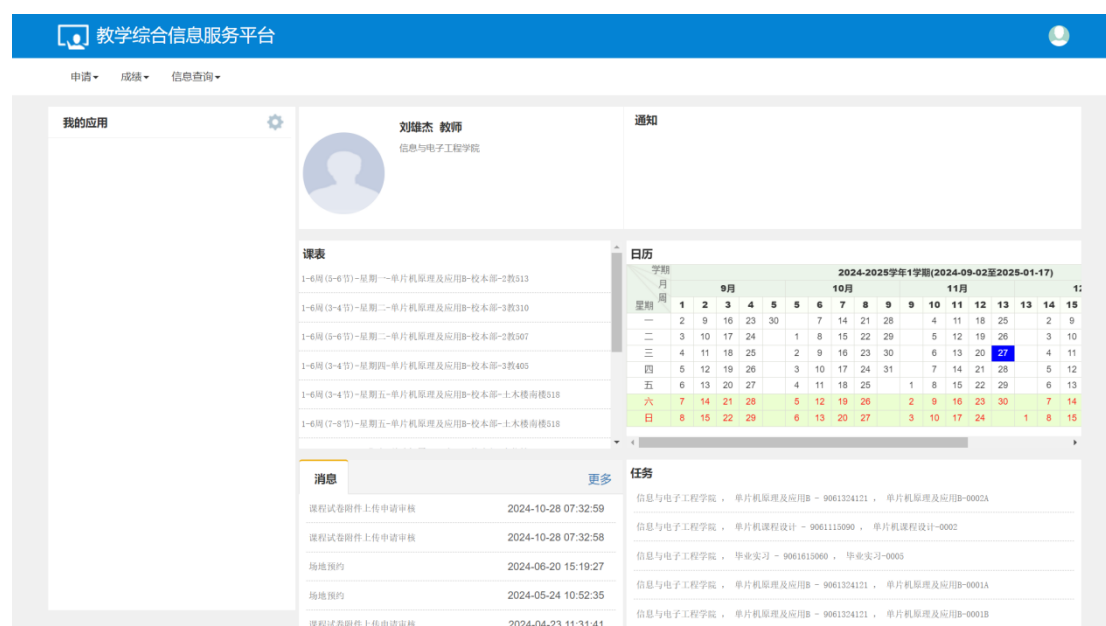 教学综合信息服务平台
申请 成绩 信息查询
我的应用
刘雄杰 教师
信息与电子工程学院
通知
课表
1-6周(5-6节)-星期一-单片机原理及应用B-校本部-2教513
1-6周(3-4节)-星期二-单片机原理及应用B-校本部-3教310
1-6周(5-6节)-星期二-单片机原理及应用B-校本部-2教507
1-6周(3-4节)-星期四-单片机原理及应用B-校本部-3教405
1-6周(3-4节)-星期五-单片机原理及应用B-校本部-土木楼南楼518
1-6周(7-8节)-星期五-单片机原理及应用B-校本部-土木楼南楼518
日历
学期 2024-2025学年1学期(2024-09-02至2025-01-17)
月 9月 10月 11月 12
周
星期 1 2 3 4 5 5 6 7 8 9 9 10 11 12 13 13 14 15
一 2 9 16 23 30 7 14 21 28 4 11 18 25 2 9
二 3 10 17 24 1 8 15 22 29 5 12 19 26 3 10
三 4 11 18 25 2 9 16 23 30 6 13 20 27 4 11
四 5 12 19 26 3 10 17 24 31 7 14 21 28 5 12
五 6 13 20 27 4 11 18 25 1 8 15 22 29 6 13
六 7 14 21 28 5 12 19 26 2 9 16 23 30 7 14
日 8 15 22 29 6 13 20 27 3 10 17 24 1 8 15
消息 更多
课程试卷附件上传申请审核 2024-10-28 07:32:59
课程试卷附件上传申请审核 2024-10-28 07:32:58
场地预约 2024-06-20 15:19:27
场地预约 2024-05-24 10:52:35
课程试卷附件上传申请审核 2024-04-23 11:31:41
任务
信息与电子工程学院 , 单片机原理及应用B - 9061324121 , 单片机原理及应用B-0002A
信息与电子工程学院 , 单片机课程设计 - 9061115090 , 单片机课程设计-0002
信息与电子工程学院 , 毕业实习 - 9061615060 , 毕业实习-0005
信息与电子工程学院 , 单片机原理及应用B - 9061324121 , 单片机原理及应用B-0001A
信息与电子工程学院 , 单片机原理及应用B - 9061324121 , 单片机原理及应用B-0001B